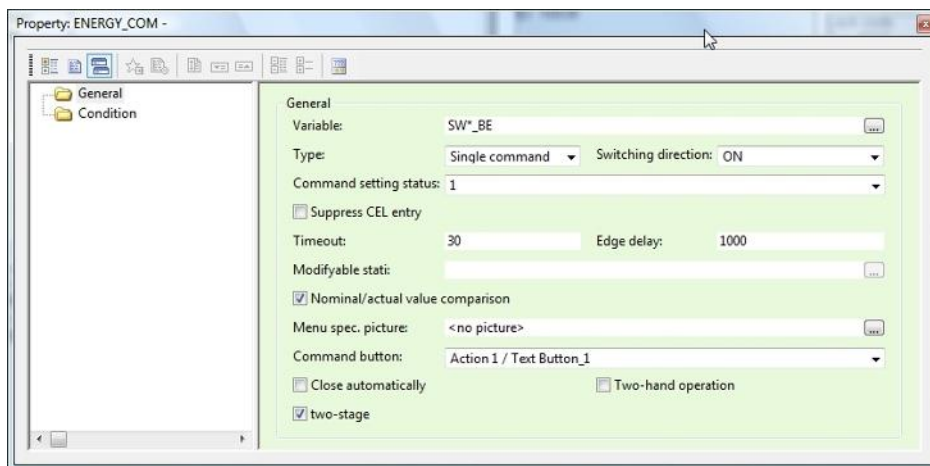 Property: ENERGY_COM -
General
Condition
General
Variable: SW*_BE ...
Type: Single command Switching direction: ON
Command setting status: 1
Suppress CEL entry
Timeout: 30 Edge delay: 1000
Modifyable stati: ...
Nominal/actual value comparison
Menu spec. picture: <no picture> ...
Command button: Action 1 / Text Button_1
Close automatically Two-hand operation
two-stage